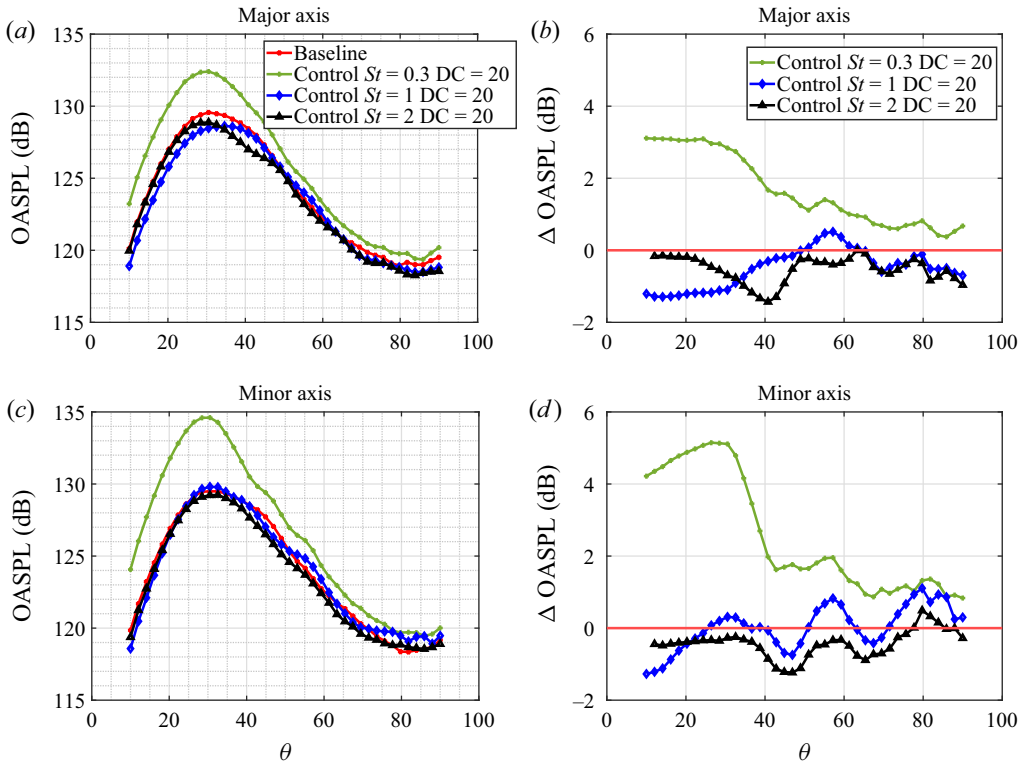 (a)
Major axis
135
130
125
120
115
OASPL (dB)
0
20
40
60
80
100
Baseline
Control St = 0.3 DC = 20
Control St = 1 DC = 20
Control St = 2 DC = 20
(b)
Major axis
6
4
2
0
−2
Δ OASPL (dB)
0
20
40
60
80
100
Control St = 0.3 DC = 20
Control St = 1 DC = 20
Control St = 2 DC = 20
(c)
Minor axis
135
130
125
120
115
OASPL (dB)
0
20
40
60
80
100
θ
(d)
Minor axis
6
4
2
0
−2
Δ OASPL (dB)
0
20
40
60
80
100
θ